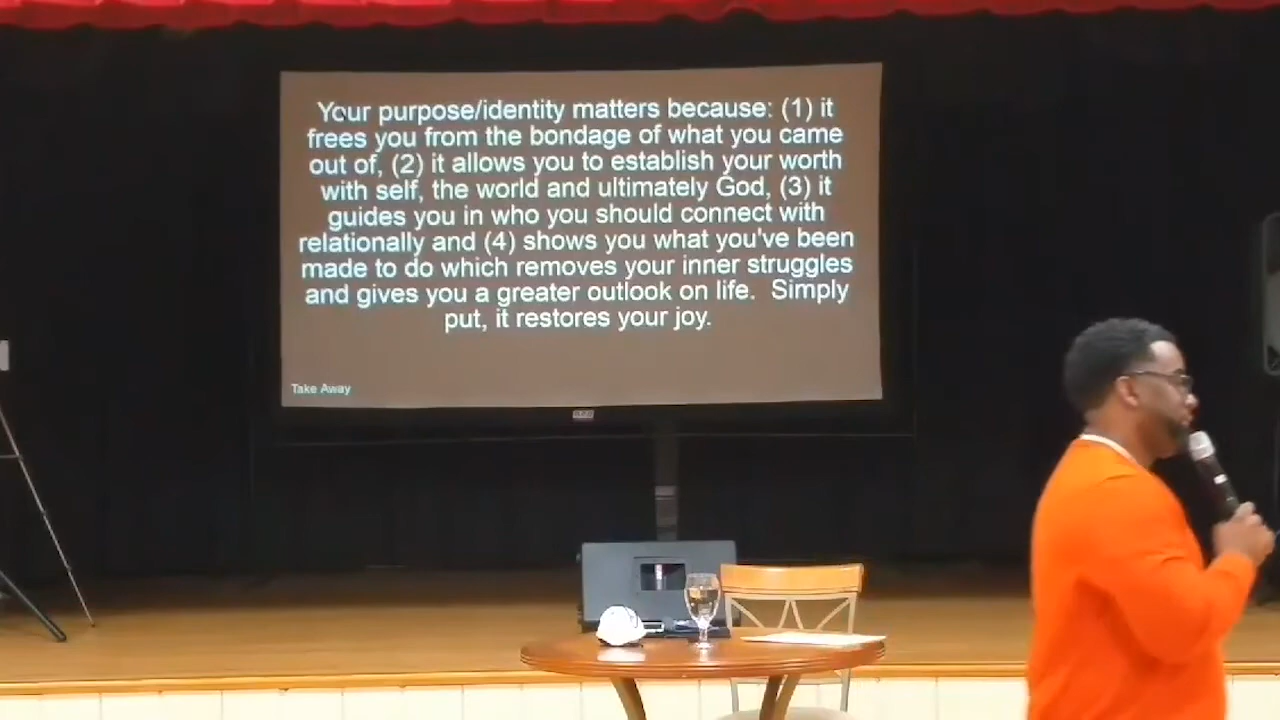 Your purpose/identity matters because: (1) it
frees you from the bondage of what you came
out of, (2) it allows you to establish your worth
with self, the world and ultimately God, (3) it
guides you in who you should connect with
relationally and (4) shows you what you've been
made to do which removes your inner struggles
and gives you a greater outlook on life.  Simply
put, it restores your joy.
Take Away